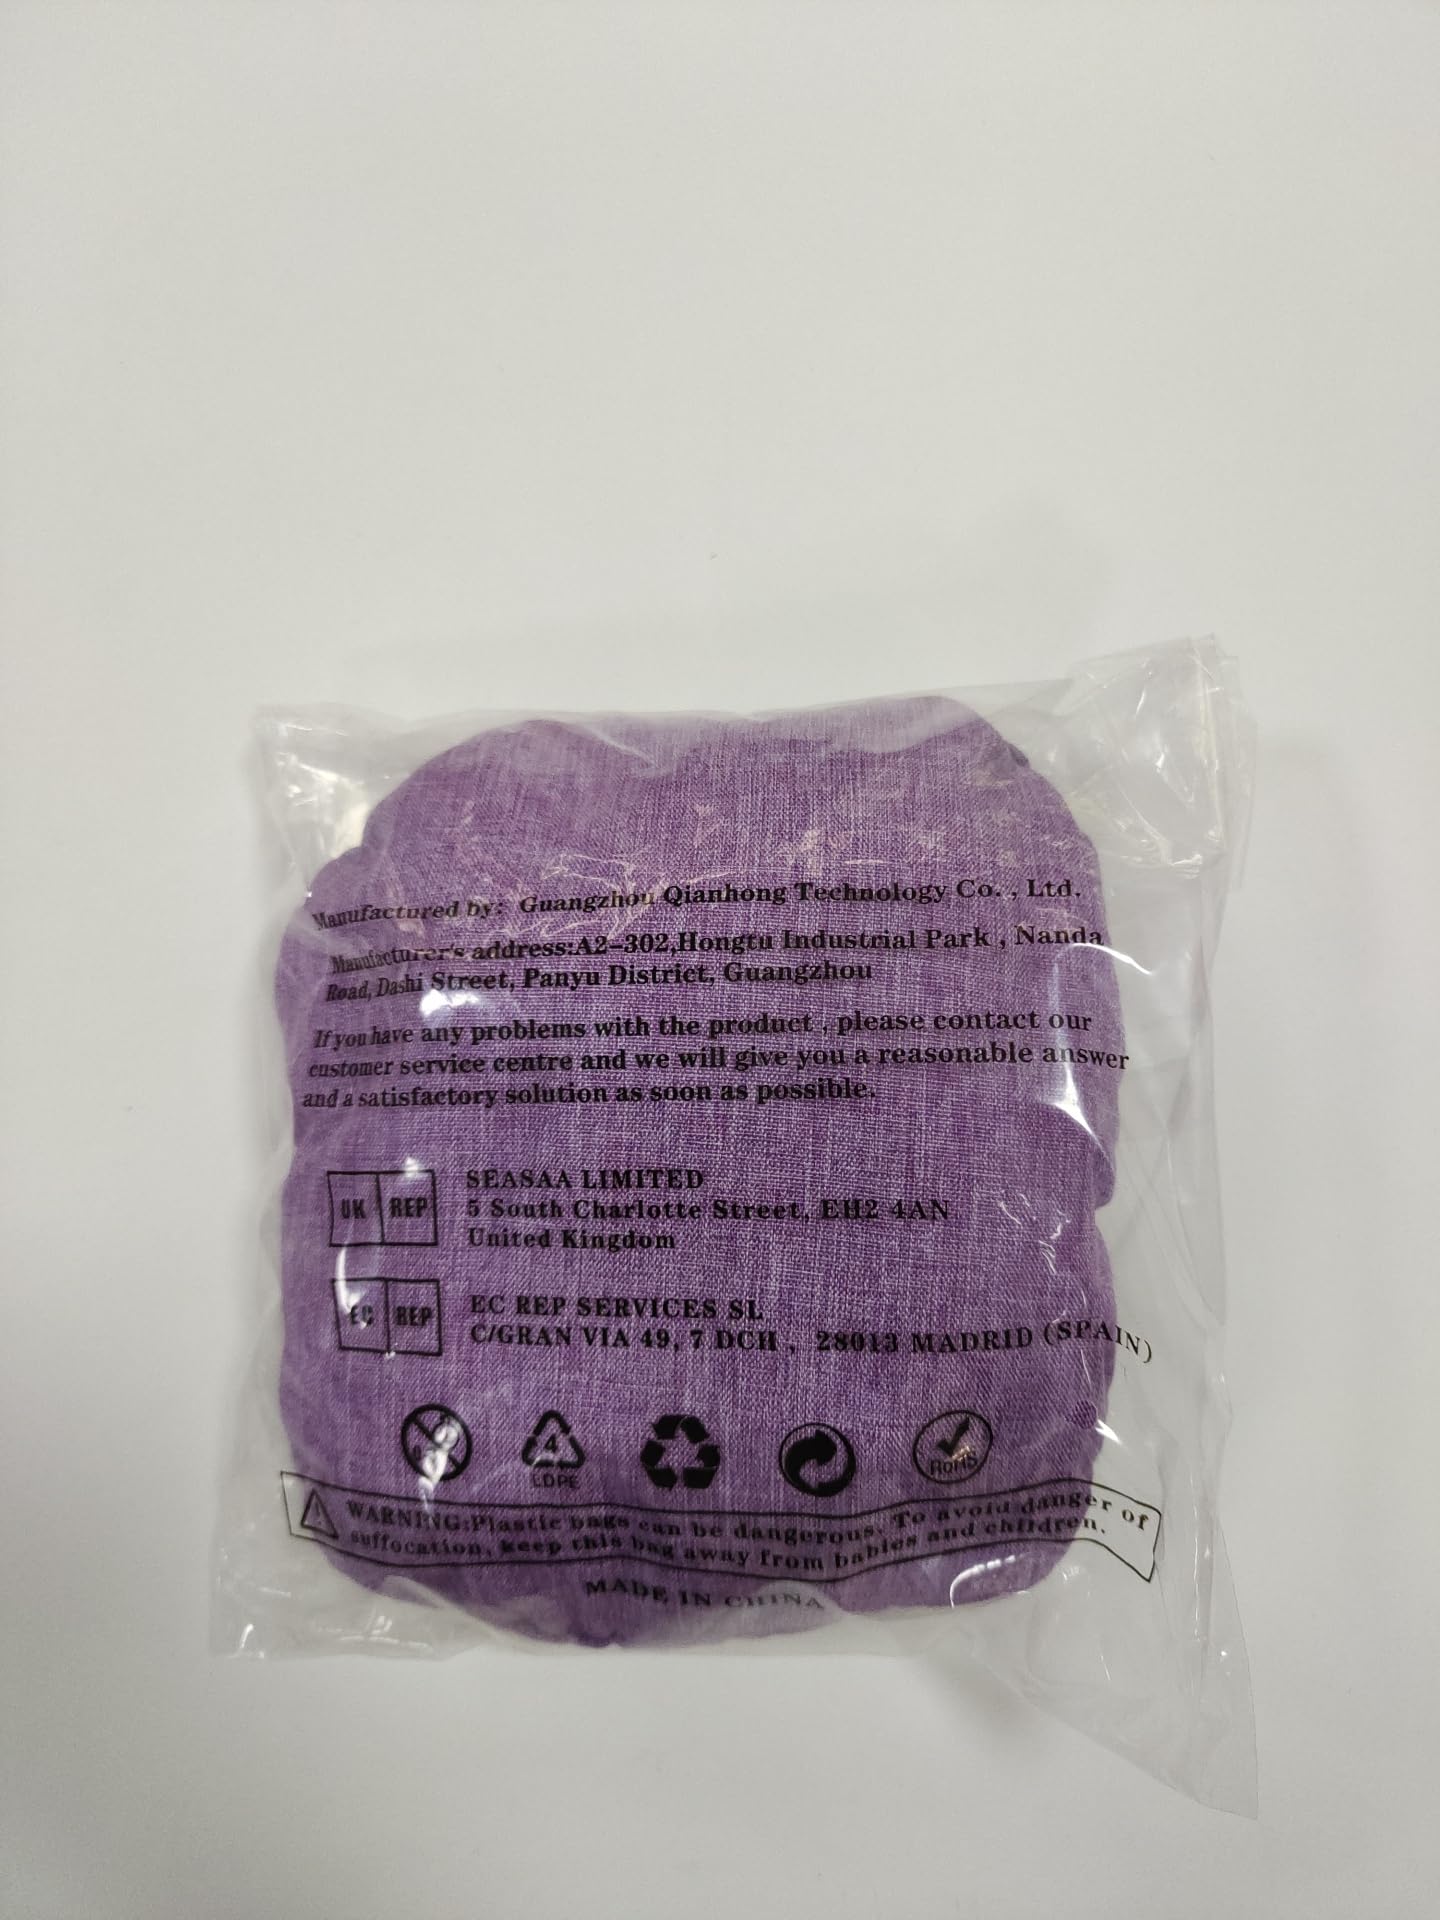 Manufactured by: Guangzhou Qianhong Technology Co. , Ltd.
Manufacturer's address:A2-302,Hongtu Industrial Park , Nanda
Road, Dashi Street, Panyu District, Guangzhou
If you have any problems with the product , please contact our
customer service centre and we will give you a reasonable answer
and a satisfactory solution as soon as possible.
UK REP
SEASAA LIMITED
5 South Charlotte Street, EH2 4AN
United Kingdom
EC REP
EC REP SERVICES SL
C/GRAN VIA 49, 7 DCH , 28013 MADRID (SPAIN)
4
LDPE
RoHS
WARNING:Plastic bags can be dangerous. To avoid danger of
suffocation, keep this bag away from babies and children.
MADE IN CHINA